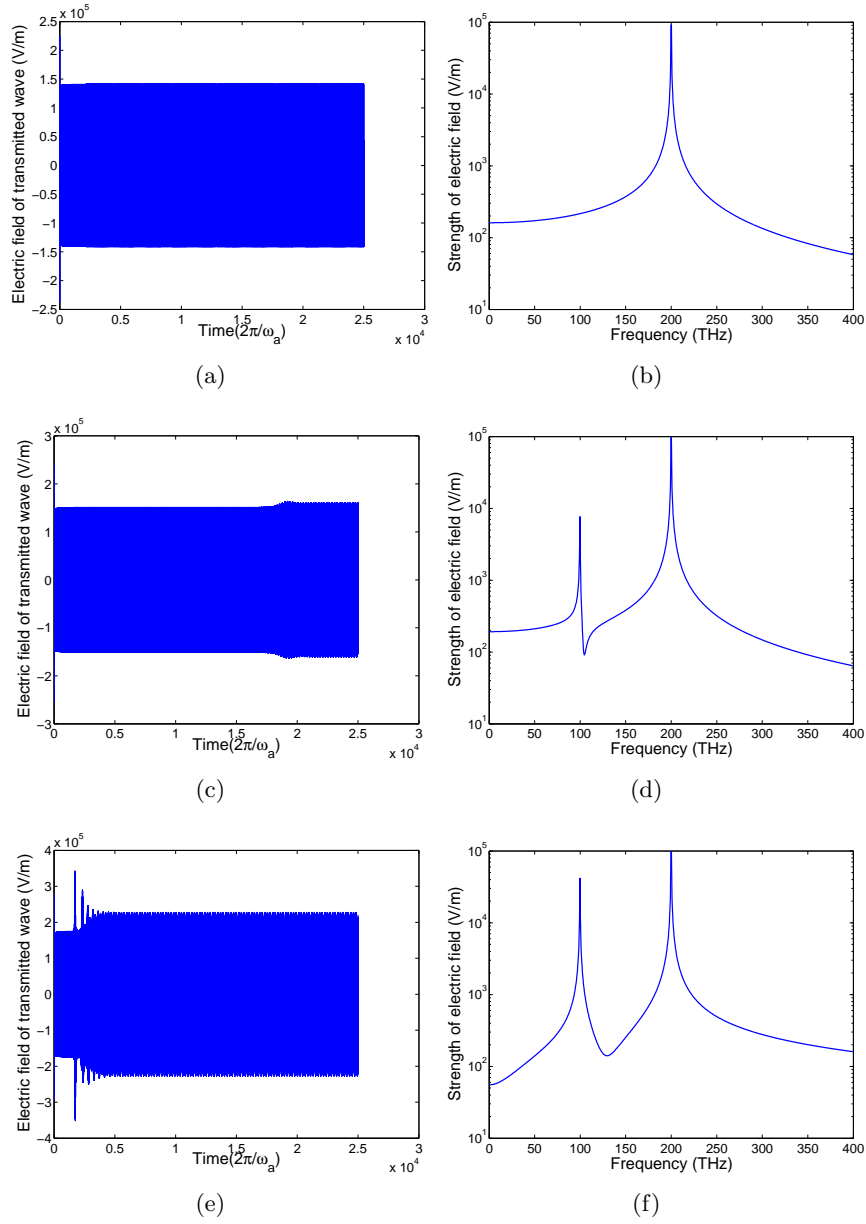 x 10^5
2.5
2
1.5
1
0.5
0
−0.5
−1
−1.5
−2
−2.5
Electric field of transmitted wave (V/m)
0 0.5 1 1.5 2 2.5 3
x 10^4
Time(2π/ω_a)
(a)
10^5
10^4
10^3
10^2
10^1
Strength of electric field (V/m)
0 50 100 150 200 250 300 350 400
Frequency (THz)
(b)
x 10^5
3
2
1
0
−1
−2
−3
Electric field of transmitted wave (V/m)
0 0.5 1 1.5 2 2.5 3
x 10^4
Time(2π/ω_a)
(c)
10^5
10^4
10^3
10^2
10^1
Strength of electric field (V/m)
0 50 100 150 200 250 300 350 400
Frequency (THz)
(d)
x 10^5
4
3
2
1
0
−1
−2
−3
−4
Electric field of transmitted wave (V/m)
0 0.5 1 1.5 2 2.5 3
x 10^4
Time(2π/ω_a)
(e)
10^5
10^4
10^3
10^2
10^1
Strength of electric field (V/m)
0 50 100 150 200 250 300 350 400
Frequency (THz)
(f)